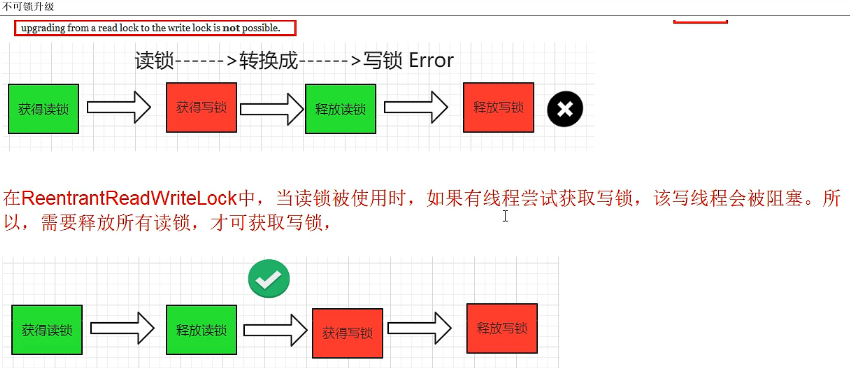 不可锁升级
upgrading from a read lock to the write lock is not possible.
读锁------>转换成------>写锁 Error
获得读锁 获得写锁 释放读锁 释放写锁
在ReentrantReadWriteLock中，当读锁被使用时，如果有线程尝试获取写锁，该写线程会被阻塞。所
以，需要释放所有读锁，才可获取写锁，
获得读锁 释放读锁 获得写锁 释放写锁